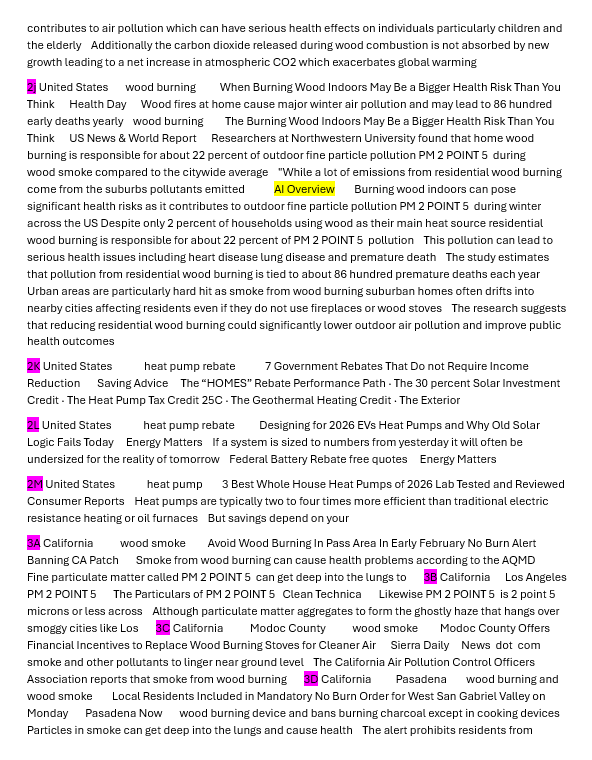 contributes to air pollution which can have serious health effects on individuals particularly children and
the elderly Additionally the carbon dioxide released during wood combustion is not absorbed by new
growth leading to a net increase in atmospheric CO2 which exacerbates global warming
2J United States wood burning When Burning Wood Indoors May Be a Bigger Health Risk Than You
Think Health Day Wood fires at home cause major winter air pollution and may lead to 86 hundred
early deaths yearly wood burning The Burning Wood Indoors May Be a Bigger Health Risk Than You
Think US News & World Report Researchers at Northwestern University found that home wood
burning is responsible for about 22 percent of outdoor fine particle pollution PM 2 POINT 5 during
wood smoke compared to the citywide average "While a lot of emissions from residential wood burning
come from the suburbs pollutants emitted AI Overview Burning wood indoors can pose
significant health risks as it contributes to outdoor fine particle pollution PM 2 POINT 5 during winter
across the US Despite only 2 percent of households using wood as their main heat source residential
wood burning is responsible for about 22 percent of PM 2 POINT 5 pollution This pollution can lead to
serious health issues including heart disease lung disease and premature death The study estimates
that pollution from residential wood burning is tied to about 86 hundred premature deaths each year
Urban areas are particularly hard hit as smoke from wood burning suburban homes often drifts into
nearby cities affecting residents even if they do not use fireplaces or wood stoves The research suggests
that reducing residential wood burning could significantly lower outdoor air pollution and improve public
health outcomes
2K United States heat pump rebate 7 Government Rebates That Do not Require Income
Reduction Saving Advice The “HOMES” Rebate Performance Path · The 30 percent Solar Investment
Credit · The Heat Pump Tax Credit 25C · The Geothermal Heating Credit · The Exterior
2L United States heat pump rebate Designing for 2026 EVs Heat Pumps and Why Old Solar
Logic Fails Today Energy Matters If a system is sized to numbers from yesterday it will often be
undersized for the reality of tomorrow Federal Battery Rebate free quotes Energy Matters
2M United States heat pump 3 Best Whole House Heat Pumps of 2026 Lab Tested and Reviewed
Consumer Reports Heat pumps are typically two to four times more efficient than traditional electric
resistance heating or oil furnaces But savings depend on your
3A California wood smoke Avoid Wood Burning In Pass Area In Early February No Burn Alert
Banning CA Patch Smoke from wood burning can cause health problems according to the AQMD
Fine particulate matter called PM 2 POINT 5 can get deep into the lungs to 3B California Los Angeles
PM 2 POINT 5 The Particulars of PM 2 POINT 5 Clean Technica Likewise PM 2 POINT 5 is 2 point 5
microns or less across Although particulate matter aggregates to form the ghostly haze that hangs over
smoggy cities like Los 3C California Modoc County wood smoke Modoc County Offers
Financial Incentives to Replace Wood Burning Stoves for Cleaner Air Sierra Daily News dot com
smoke and other pollutants to linger near ground level The California Air Pollution Control Officers
Association reports that smoke from wood burning 3D California Pasadena wood burning and
wood smoke Local Residents Included in Mandatory No Burn Order for West San Gabriel Valley on
Monday Pasadena Now wood burning device and bans burning charcoal except in cooking devices
Particles in smoke can get deep into the lungs and cause health The alert prohibits residents from